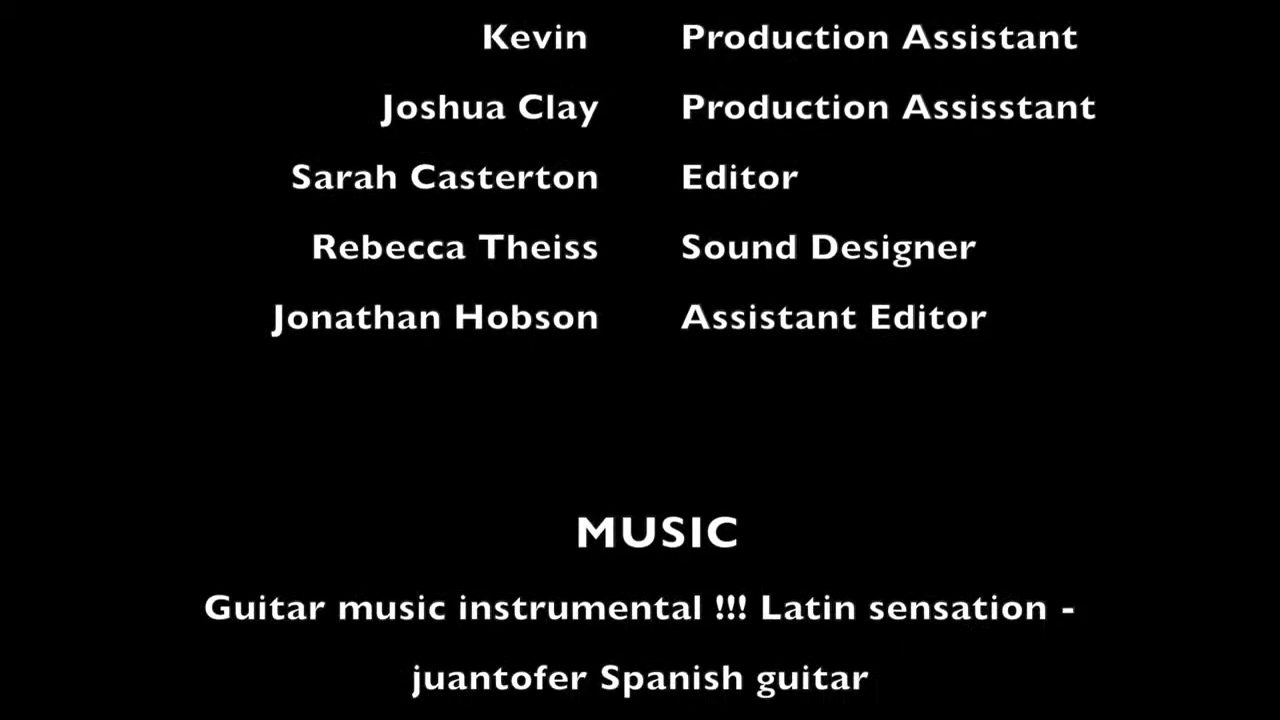 Kevin Production Assistant
Joshua Clay Production Assisstant
Sarah Casterton Editor
Rebecca Theiss Sound Designer
Jonathan Hobson Assistant Editor
MUSIC
Guitar music instrumental !!! Latin sensation -
juantofer Spanish guitar